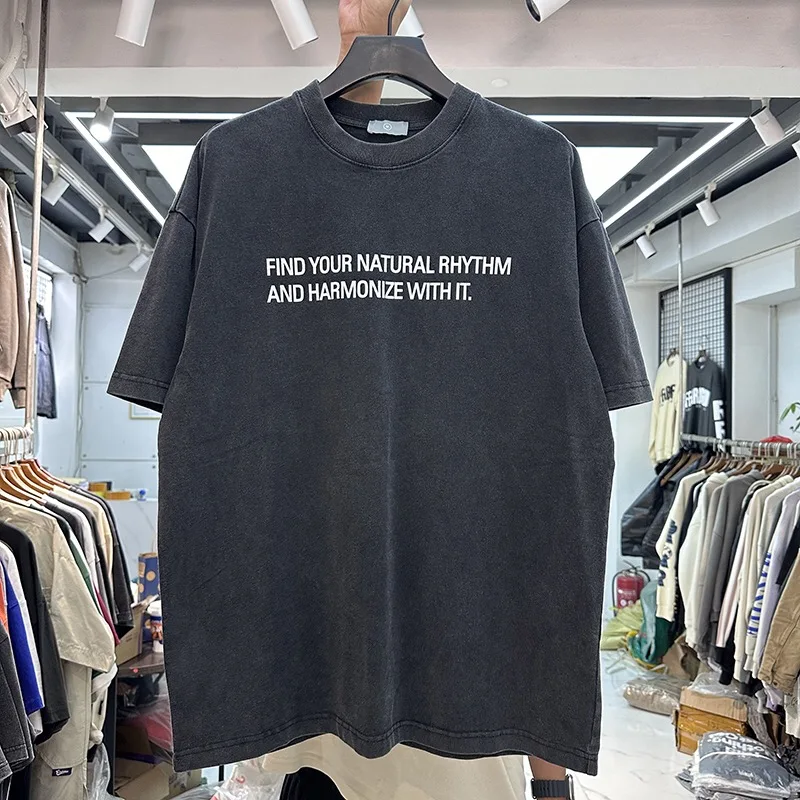 FIND YOUR NATURAL RHYTHM
AND HARMONIZE WITH IT.